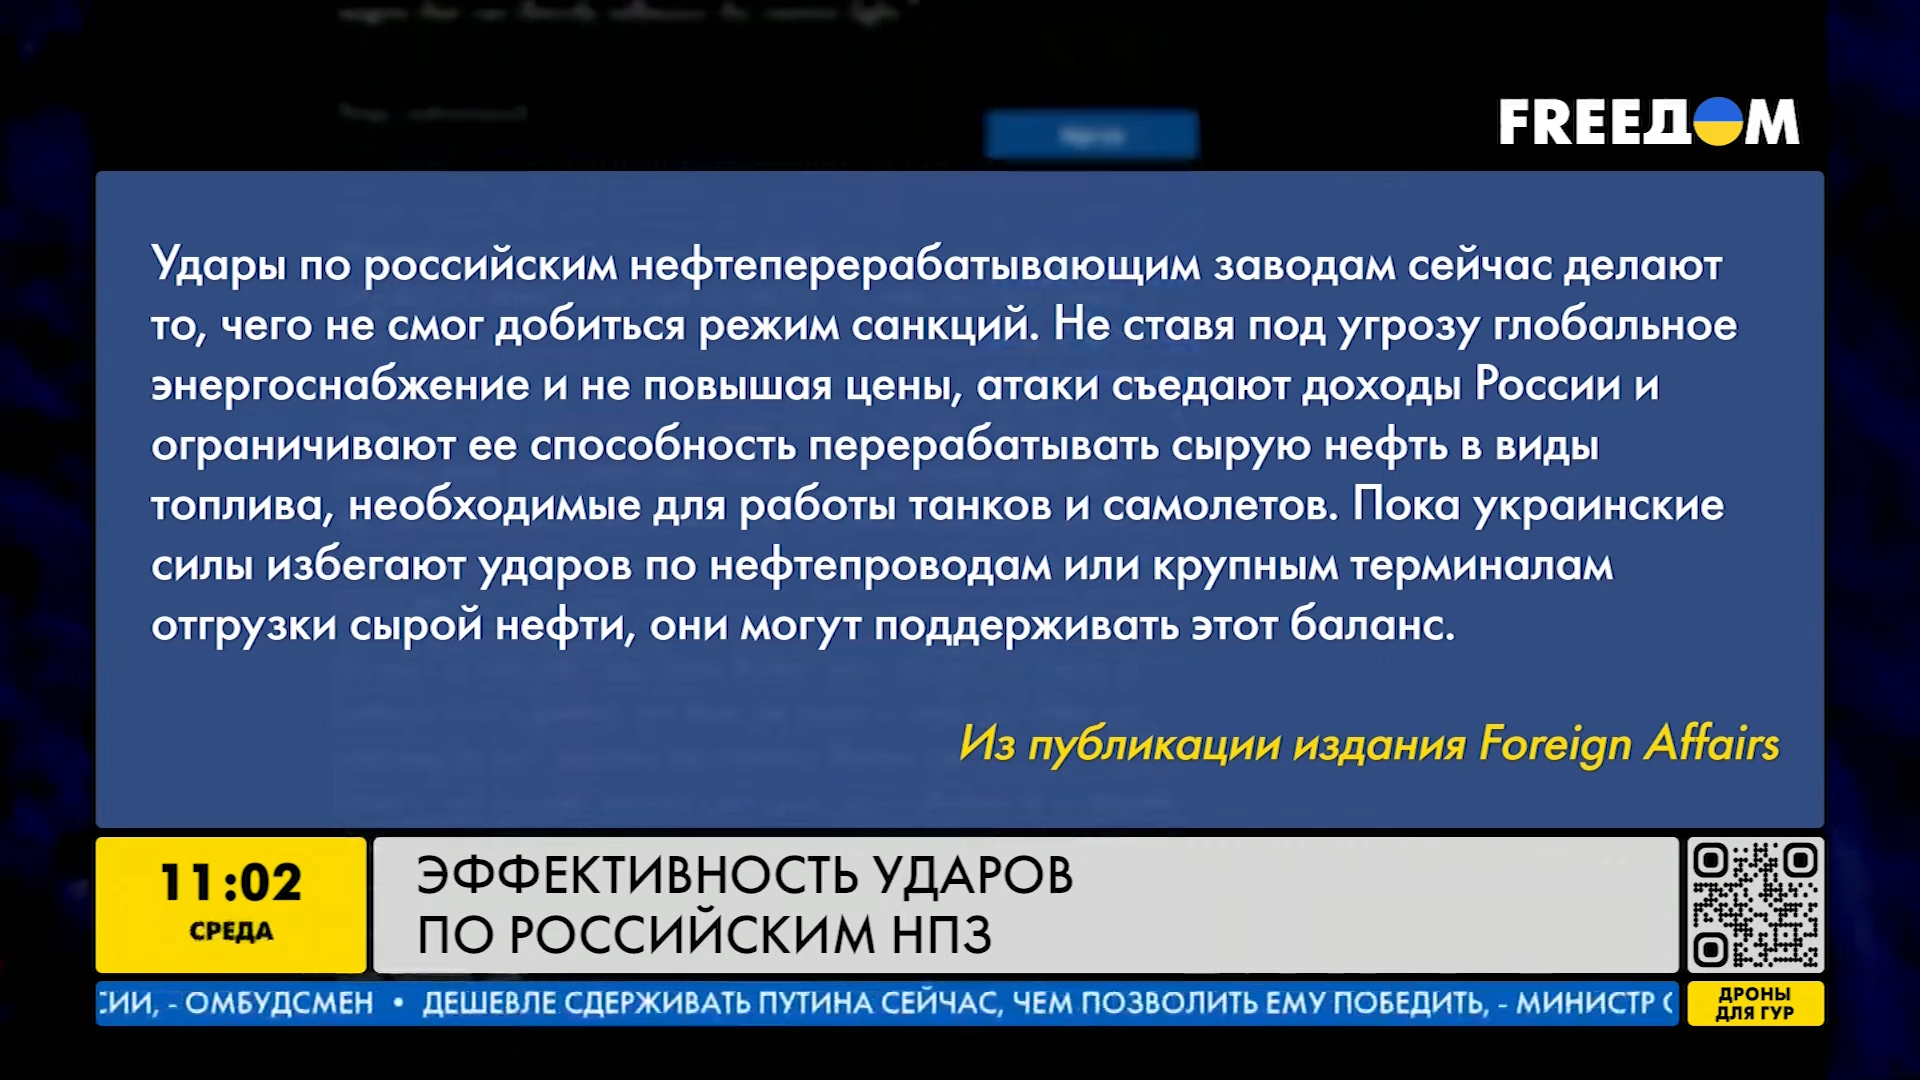 FREEДOM
Удары по российским нефтеперерабатывающим заводам сейчас делают
то, чего не смог добиться режим санкций. Не ставя под угрозу глобальное
энергоснабжение и не повышая цены, атаки съедают доходы России и
ограничивают ее способность перерабатывать сырую нефть в виды
топлива, необходимые для работы танков и самолетов. Пока украинские
силы избегают ударов по нефтепроводам или крупным терминалам
отгрузки сырой нефти, они могут поддерживать этот баланс.
Из публикации издания Foreign Affairs
11:02
СРЕДА
ЭФФЕКТИВНОСТЬ УДАРОВ
ПО РОССИЙСКИМ НПЗ
- ОМБУДСМЕН • ДЕШЕВЛЕ СДЕРЖИВАТЬ ПУТИНА СЕЙЧАС, ЧЕМ ПОЗВОЛИТЬ ЕМУ ПОБЕДИТЬ, - МИНИСТР
ДРОНЫ
ДЛЯ ГУР